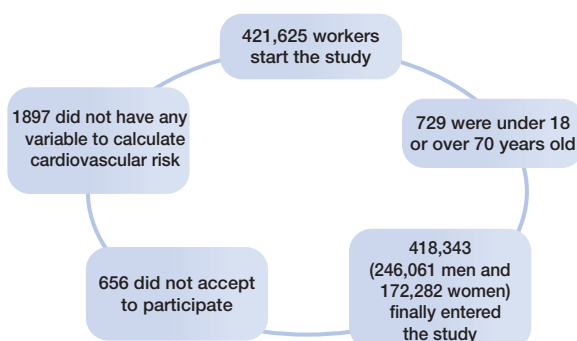 421,625 workers
start the study
1897 did not have any
variable to calculate
cardiovascular risk
729 were under 18
or over 70 years old
656 did not accept
to participate
418,343
(246,061 men and
172,282 women)
finally entered
the study